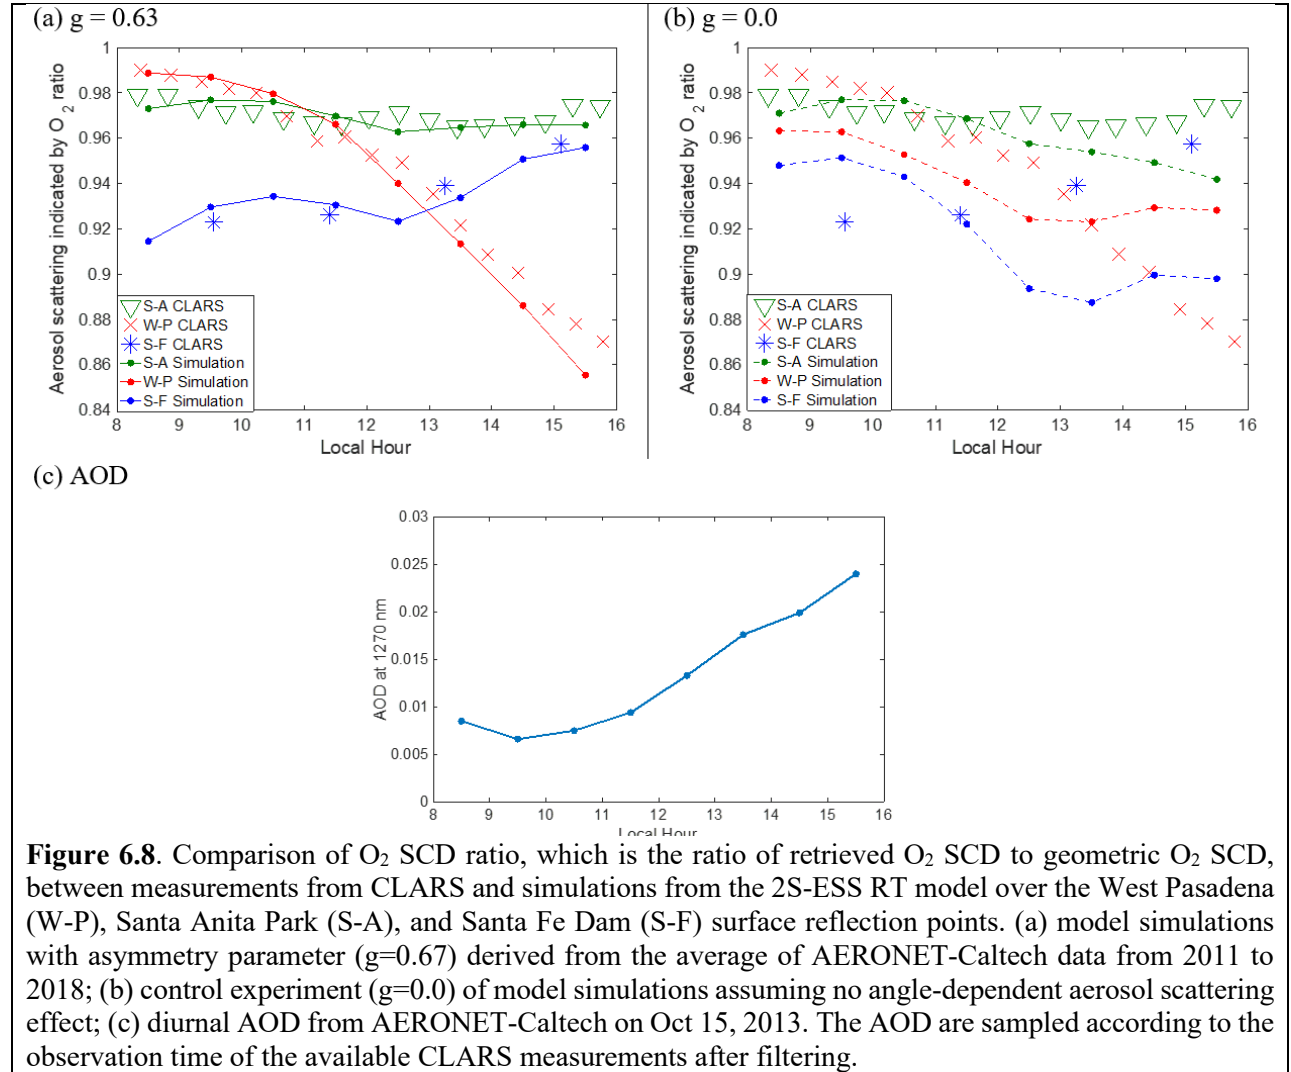 (a) g = 0.63
(b) g = 0.0
1
0.98
0.96
0.94
0.92
0.9
0.88
0.86
0.84
Aerosol scattering indicated by O2 ratio
S-A CLARS
W-P CLARS
S-F CLARS
S-A Simulation
W-P Simulation
S-F Simulation
8 9 10 11 12 13 14 15 16
Local Hour
1
0.98
0.96
0.94
0.92
0.9
0.88
0.86
0.84
Aerosol scattering indicated by O2 ratio
S-A CLARS
W-P CLARS
S-F CLARS
S-A Simulation
W-P Simulation
S-F Simulation
8 9 10 11 12 13 14 15 16
Local Hour
(c) AOD
0.03
0.025
0.02
0.015
0.01
0.005
0
AOD at 1270 nm
8 9 10 11 12 13 14 15 16
Local Hour
Figure 6.8. Comparison of O2 SCD ratio, which is the ratio of retrieved O2 SCD to geometric O2 SCD,
between measurements from CLARS and simulations from the 2S-ESS RT model over the West Pasadena
(W-P), Santa Anita Park (S-A), and Santa Fe Dam (S-F) surface reflection points. (a) model simulations
with asymmetry parameter (g=0.67) derived from the average of AERONET-Caltech data from 2011 to
2018; (b) control experiment (g=0.0) of model simulations assuming no angle-dependent aerosol scattering
effect; (c) diurnal AOD from AERONET-Caltech on Oct 15, 2013. The AOD are sampled according to the
observation time of the available CLARS measurements after filtering.